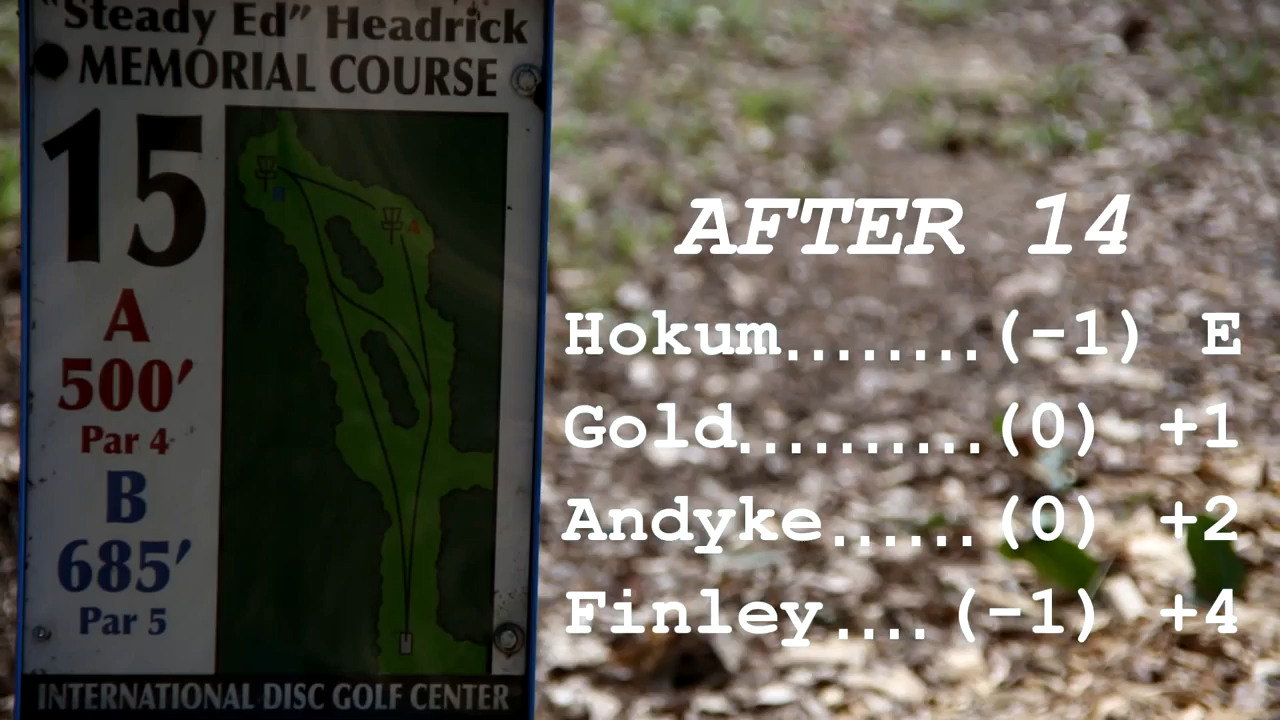 "Steady Ed" Headrick
MEMORIAL COURSE
15
A
500'
Par 4
B
685'
Par 5
INTERNATIONAL DISC GOLF CENTER
AFTER 14
Hokum........(-1) E
Gold..........(0) +1
Andyke......(0) +2
Finley....(-1) +4